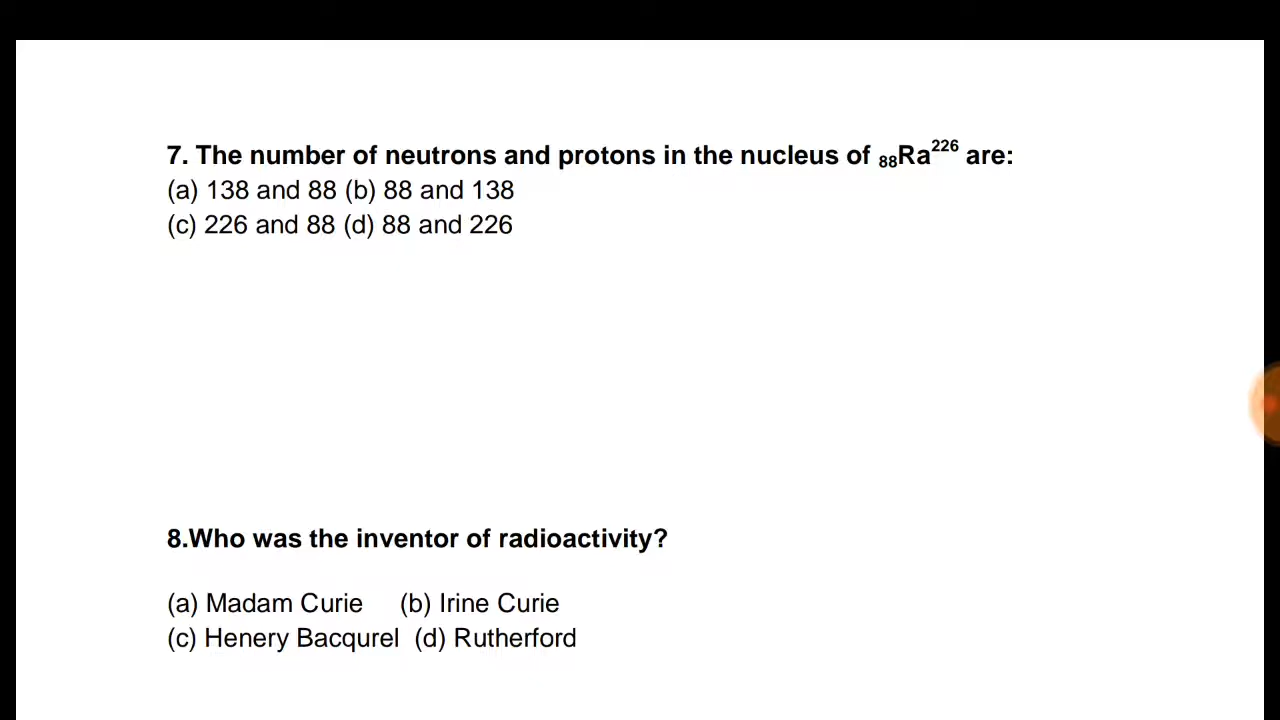 7. The number of neutrons and protons in the nucleus of ₈₈Ra²²⁶ are:
(a) 138 and 88 (b) 88 and 138
(c) 226 and 88 (d) 88 and 226
8.Who was the inventor of radioactivity?
(a) Madam Curie (b) Irine Curie
(c) Henery Bacqurel (d) Rutherford